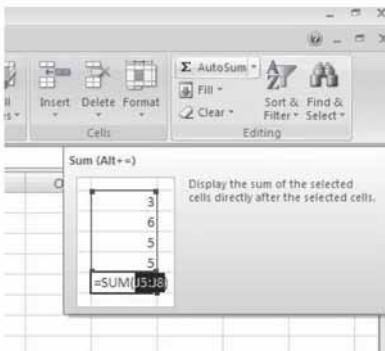 Σ AutoSum
Fill
Clear
Insert Delete Format
Sort & Find &
Filter Select
Cells
Editing
Sum (Alt+=)
Display the sum of the selected
cells directly after the selected cells.
3
6
5
5
=SUM(J5:J8)